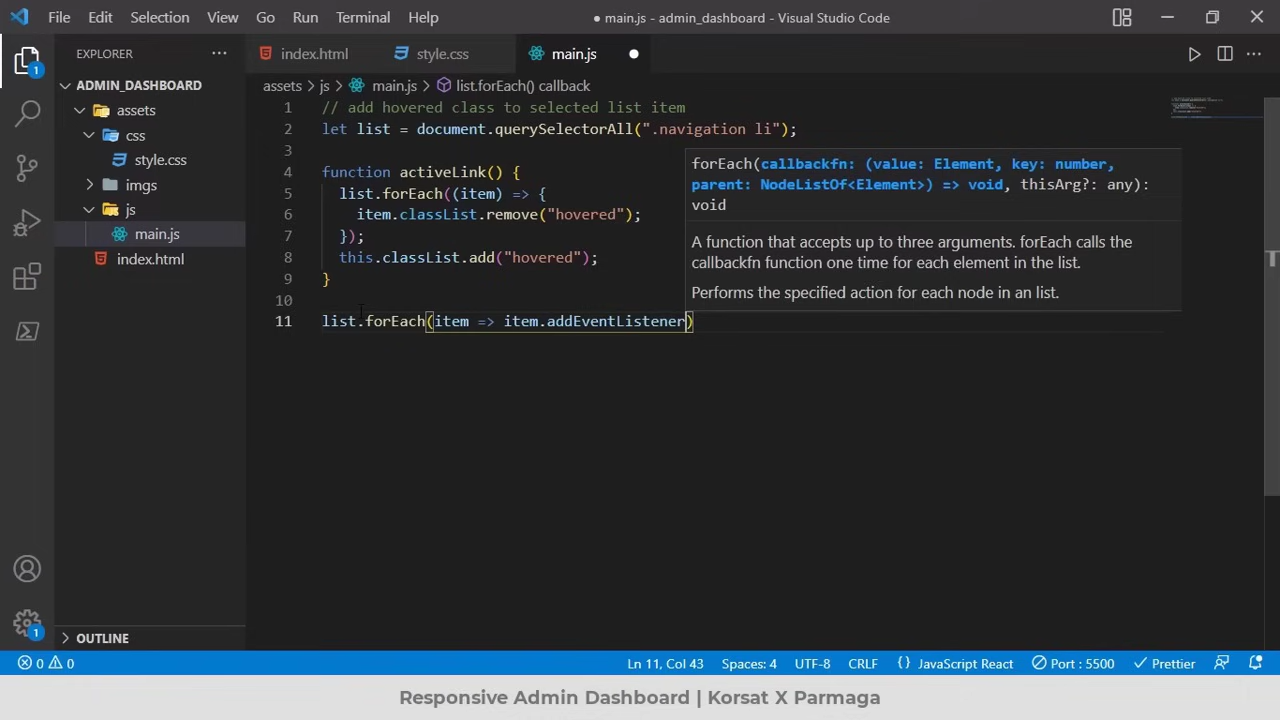 File Edit Selection View Go Run Terminal Help ● main.js - admin_dashboard - Visual Studio Code
EXPLORER ···
index.html style.css main.js ●
ADMIN_DASHBOARD
assets
css
style.css
imgs
js
main.js
index.html
OUTLINE
1
1
assets > js > main.js > list.forEach() callback
1 // add hovered class to selected list item
2 let list = document.querySelectorAll(".navigation li");
3
4 function activeLink() {
5 list.forEach((item) => {
6 item.classList.remove("hovered");
7 });
8 this.classList.add("hovered");
9 }
10
11 list.forEach(item => item.addEventListener)
forEach(callbackfn: (value: Element, key: number,
parent: NodeListOf<Element>) => void, thisArg?: any):
void
A function that accepts up to three arguments. forEach calls the
callbackfn function one time for each element in the list.
Performs the specified action for each node in an list.
0 0 Ln 11, Col 43 Spaces: 4 UTF-8 CRLF {} JavaScript React Port : 5500 Prettier
Responsive Admin Dashboard | Korsat X Parmaga